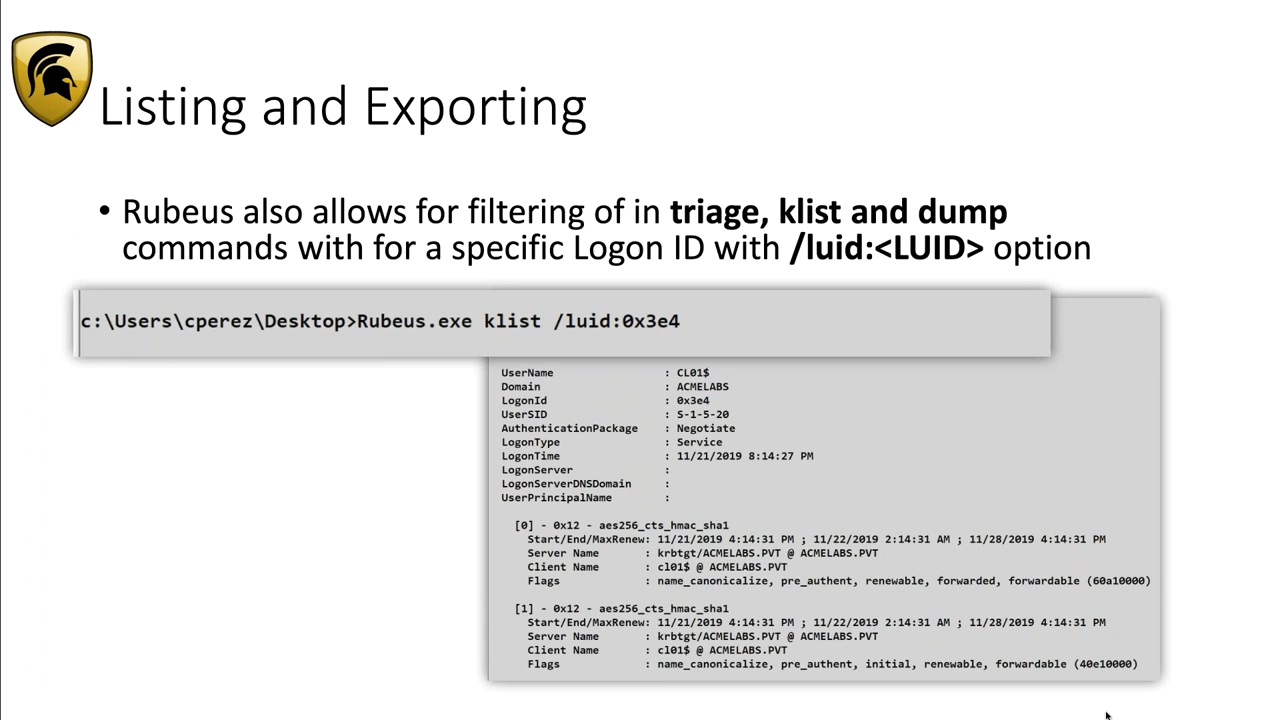 Listing and Exporting
• Rubeus also allows for filtering of in triage, klist and dump
commands with for a specific Logon ID with /luid:<LUID> option
c:\Users\cperez\Desktop>Rubeus.exe klist /luid:0x3e4
UserName : CL01$
Domain : ACMELABS
LogonId : 0x3e4
UserSID : S-1-5-20
AuthenticationPackage : Negotiate
LogonType : Service
LogonTime : 11/21/2019 8:14:27 PM
LogonServer :
LogonServerDNSDomain :
UserPrincipalName :
[0] - 0x12 - aes256_cts_hmac_sha1
Start/End/MaxRenew: 11/21/2019 4:14:31 PM ; 11/22/2019 2:14:31 AM ; 11/28/2019 4:14:31 PM
Server Name : krbtgt/ACMELABS.PVT @ ACMELABS.PVT
Client Name : cl01$ @ ACMELABS.PVT
Flags : name_canonicalize, pre_authent, renewable, forwarded, forwardable (60a10000)
[1] - 0x12 - aes256_cts_hmac_sha1
Start/End/MaxRenew: 11/21/2019 4:14:31 PM ; 11/22/2019 2:14:31 AM ; 11/28/2019 4:14:31 PM
Server Name : krbtgt/ACMELABS.PVT @ ACMELABS.PVT
Client Name : cl01$ @ ACMELABS.PVT
Flags : name_canonicalize, pre_authent, initial, renewable, forwardable (40e10000)